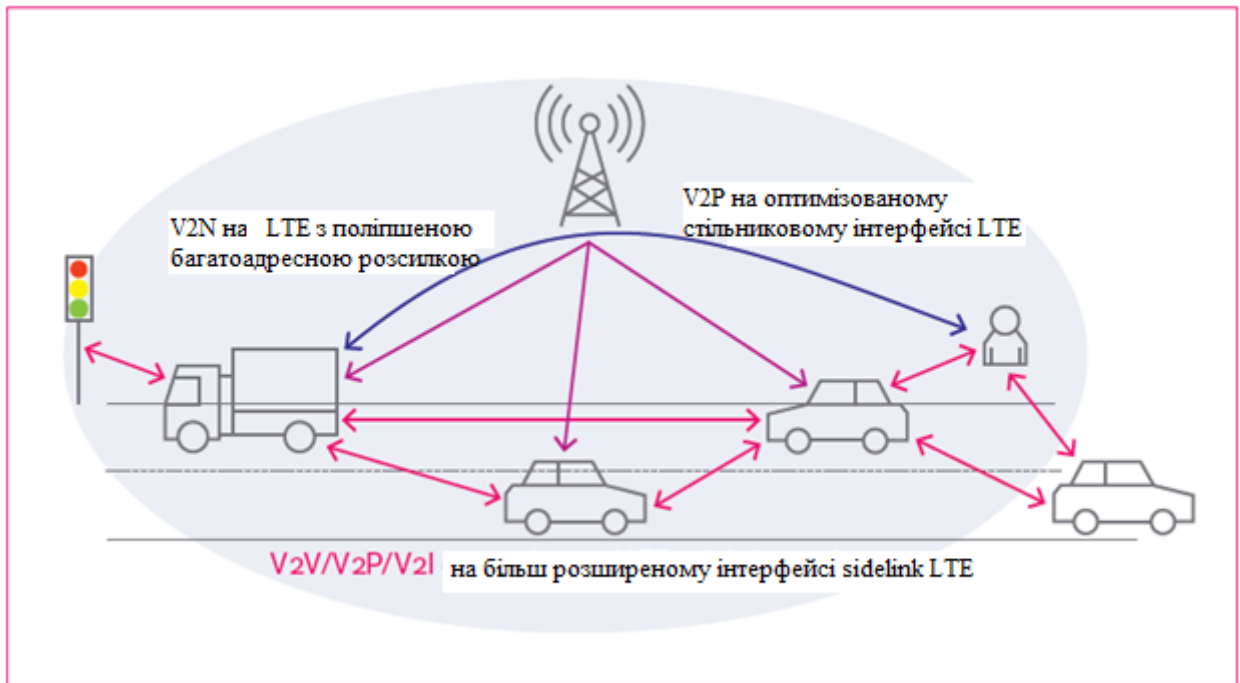 V2P на оптимізованому
стільниковому інтерфейсі LTE
V2N на LTE з поліпшеною
багатоадресною розсилкою
V2V/V2P/V2I на більш розширеному інтерфейсі sidelink LTE